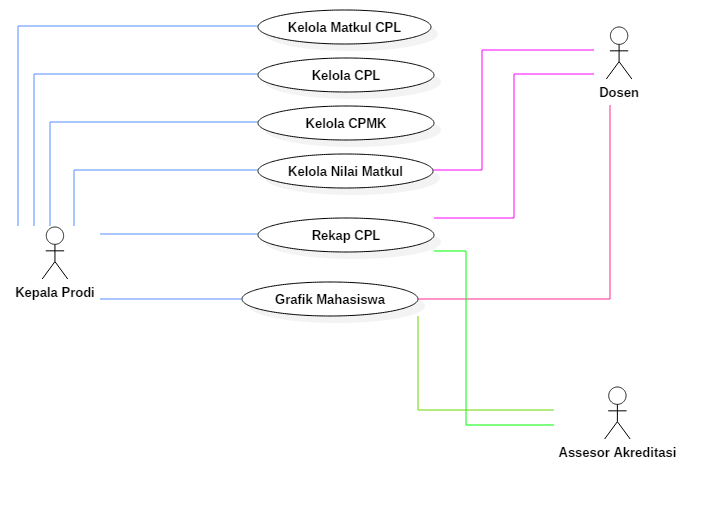 Kelola Matkul CPL
Kelola CPL
Dosen
Kelola CPMK
Kelola Nilai Matkul
Rekap CPL
Kepala Prodi
Grafik Mahasiswa
Assesor Akreditasi